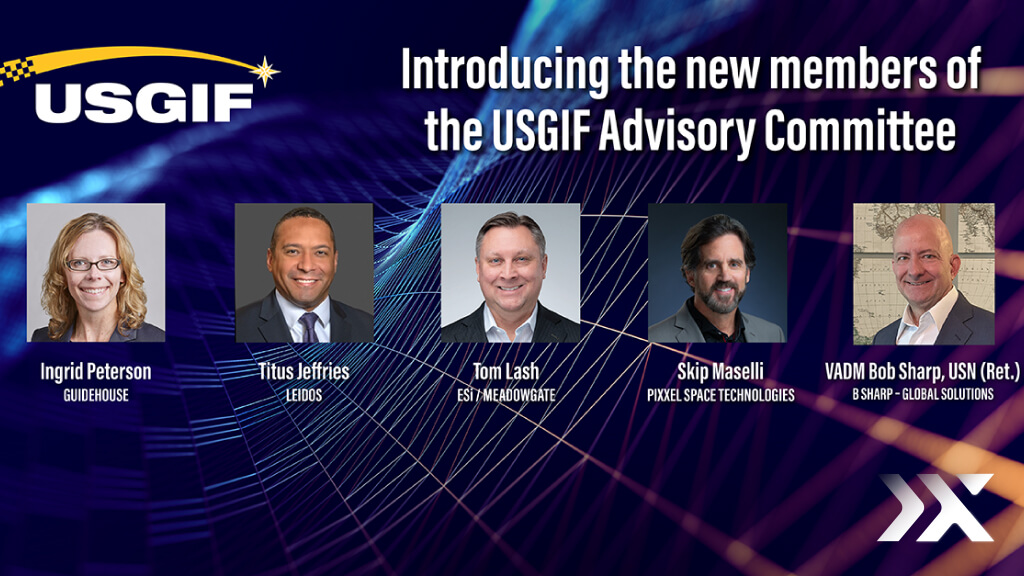 USGIF
Introducing the new members of
the USGIF Advisory Committee
Ingrid Peterson
GUIDEHOUSE
Titus Jeffries
LEIDOS
Tom Lash
ESi / MEADOWGATE
Skip Maselli
PIXXEL SPACE TECHNOLOGIES
VADM Bob Sharp, USN (Ret.)
B SHARP – GLOBAL SOLUTIONS